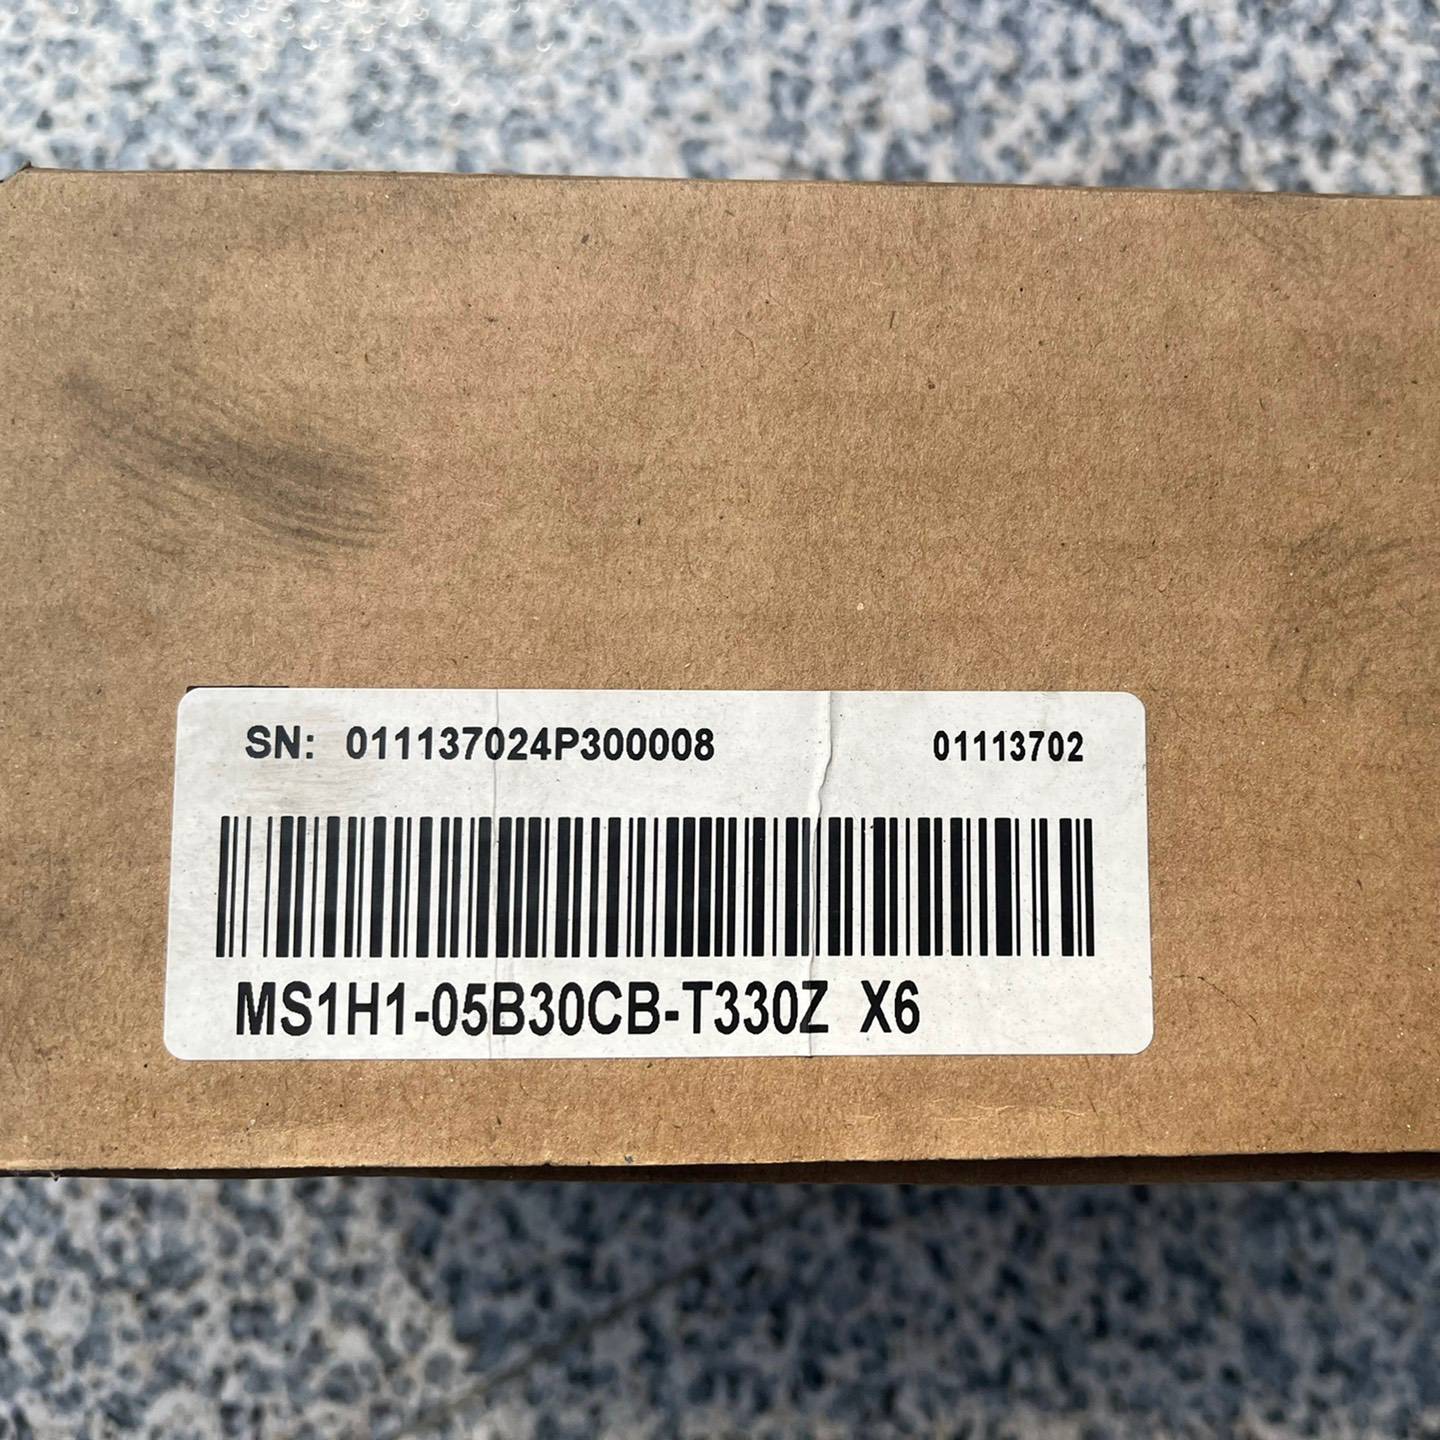 SN: 011137024P300008 01113702
MS1H1-05B30CB-T330Z X6